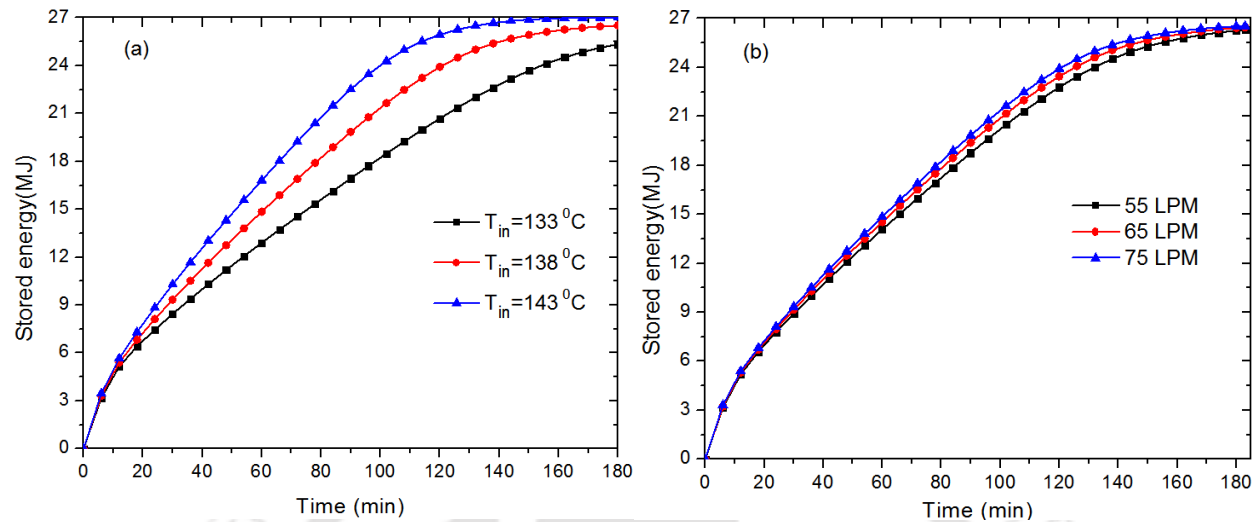 27
24
21
18
15
12
9
6
3
0
Stored energy(MJ)
(a)
T_in=133 ⁰C
T_in=138 ⁰C
T_in=143 ⁰C
0 20 40 60 80 100 120 140 160 180
Time (min)
27
24
21
18
15
12
9
6
3
0
Stored energy(MJ)
(b)
55 LPM
65 LPM
75 LPM
0 20 40 60 80 100 120 140 160 180
Time (min)